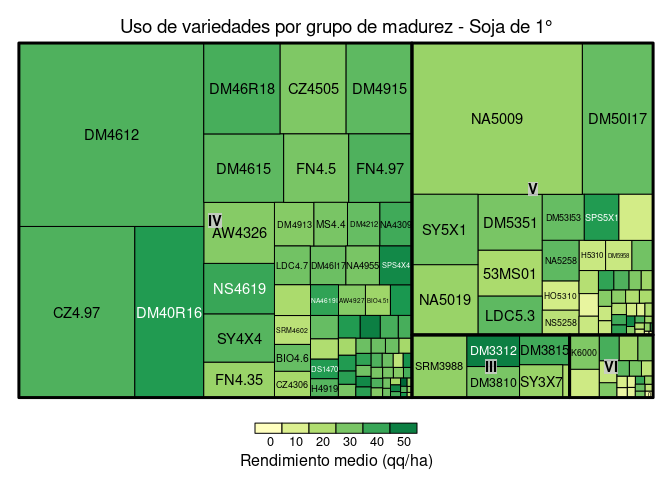 Uso de variedades por grupo de madurez - Soja de 1°
DM4612
CZ4.97
DM40R16
DM46R18
CZ4505
DM4915
DM4615
FN4.5
FN4.97
IV
AW4326
NS4619
SY4X4
FN4.35
DM4913
MS4.4
DM4212
NA4309
LDC4.7
DM46I17
NA4955
SPS4X4
NA4619
AW4927
BIO4.51
SRM4602
BIO4.6
DS1470
CZ4306
H4919
NA5009
DM50I17
V
SY5X1
DM5351
DM53I53
SPS5X1
NA5258
H5310
DM5958
53MS01
NA5019
LDC5.3
HO5310
NS5258
SRM3988
DM3312
DM3815
III
DM3810
SY3X7
K6000
VI
0 10 20 30 40 50
Rendimiento medio (qq/ha)